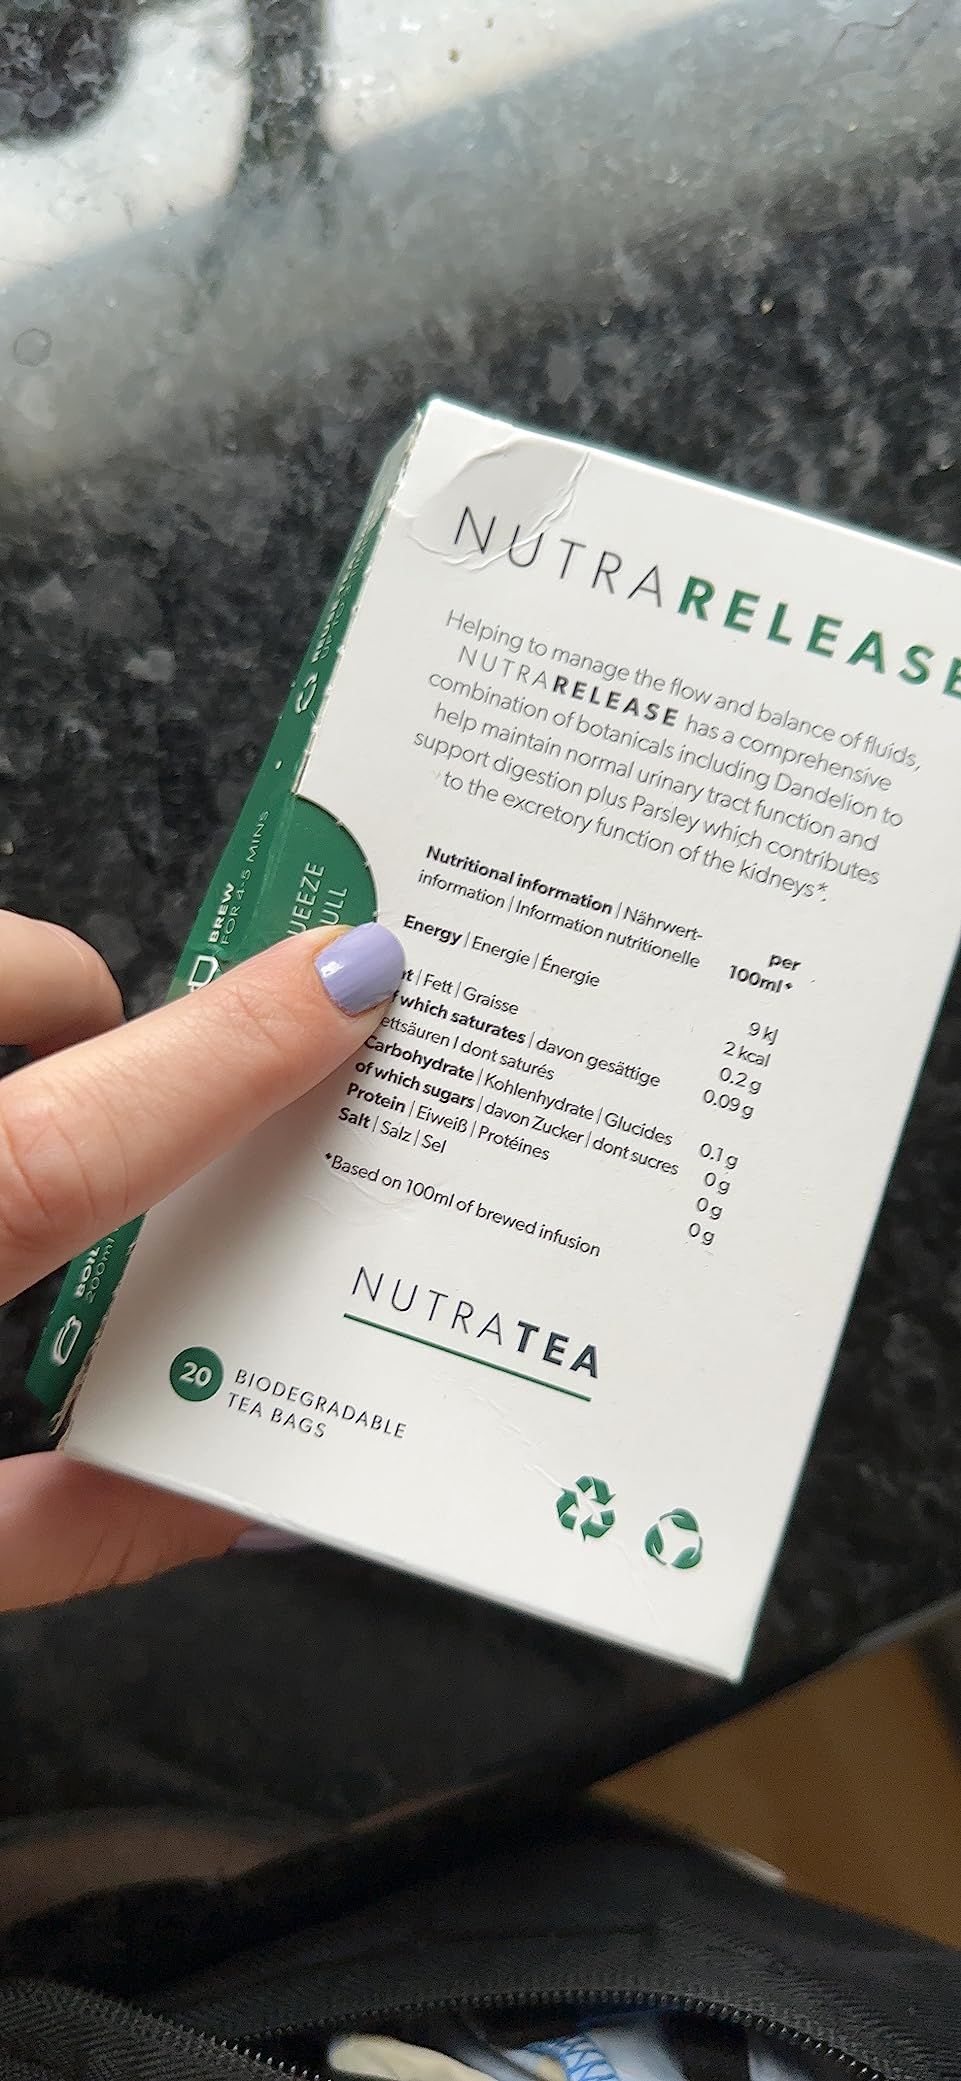 NUTRARELEASE
Helping to manage the flow and balance of fluids,
NUTRARELEASE has a comprehensive
combination of botanicals including Dandelion to
help maintain normal urinary tract function and
support digestion plus Parsley which contributes
to the excretory function of the kidneys*.
Nutritional information | Nährwert-
information | Information nutritionelle
per
100ml*
Energy | Energie | Énergie
9 kJ
2 kcal
| Fett | Graisse
0.2 g
which saturates | davon gesättige
| dont saturés
0.09 g
Carbohydrate | Kohlenhydrate | Glucides
0.1 g
of which sugars | davon Zucker | dont sucres
0 g
Protein | Eiweiß | Protéines
0 g
Salt | Salz | Sel
0 g
*Based on 100ml of brewed infusion
NUTRATEA
20 BIODEGRADABLE
TEA BAGS
BREW
FOR 4-5 MINS
BOIL
200ml